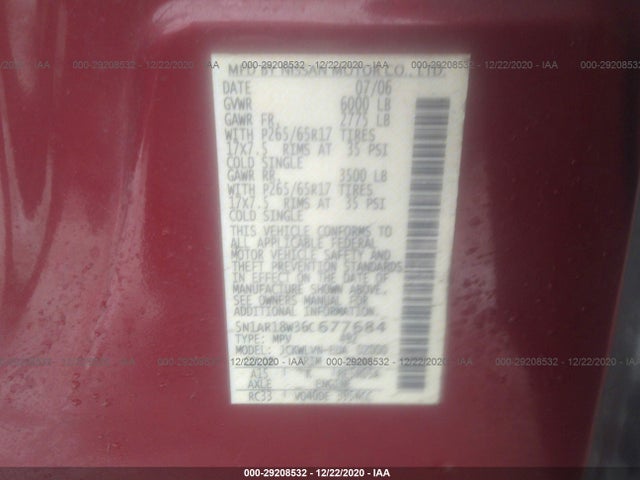 000-29208532 - 12/22/2020 - IAA
MFD BY NISSAN MOTOR CO., LTD.
DATE 07/06
GVWR 6000 LB
GAWR FR. 2775 LB
WITH P265/65R17 TIRES
17X7.5 RIMS AT 35 PSI
COLD SINGLE
GAWR RR. 3500 LB
WITH P265/65R17 TIRES
17X7.5 RIMS AT 35 PSI
COLD SINGLE
THIS VEHICLE CONFORMS TO
ALL APPLICABLE FEDERAL
MOTOR VEHICLE SAFETY AND
THEFT PREVENTION STANDARDS
IN EFFECT ON THE DATE OF
MANUFACTURE SHOWN ABOVE.
SEE OWNERS MANUAL FOR
ADDITIONAL INFORMATION.
5N1AR18W36C677684
TYPE: MPV
MODEL:
TRIM
A15
AXLE ENGINE
RC33 VQ40DE
000-29208532 - 12/22/2020 - IAA